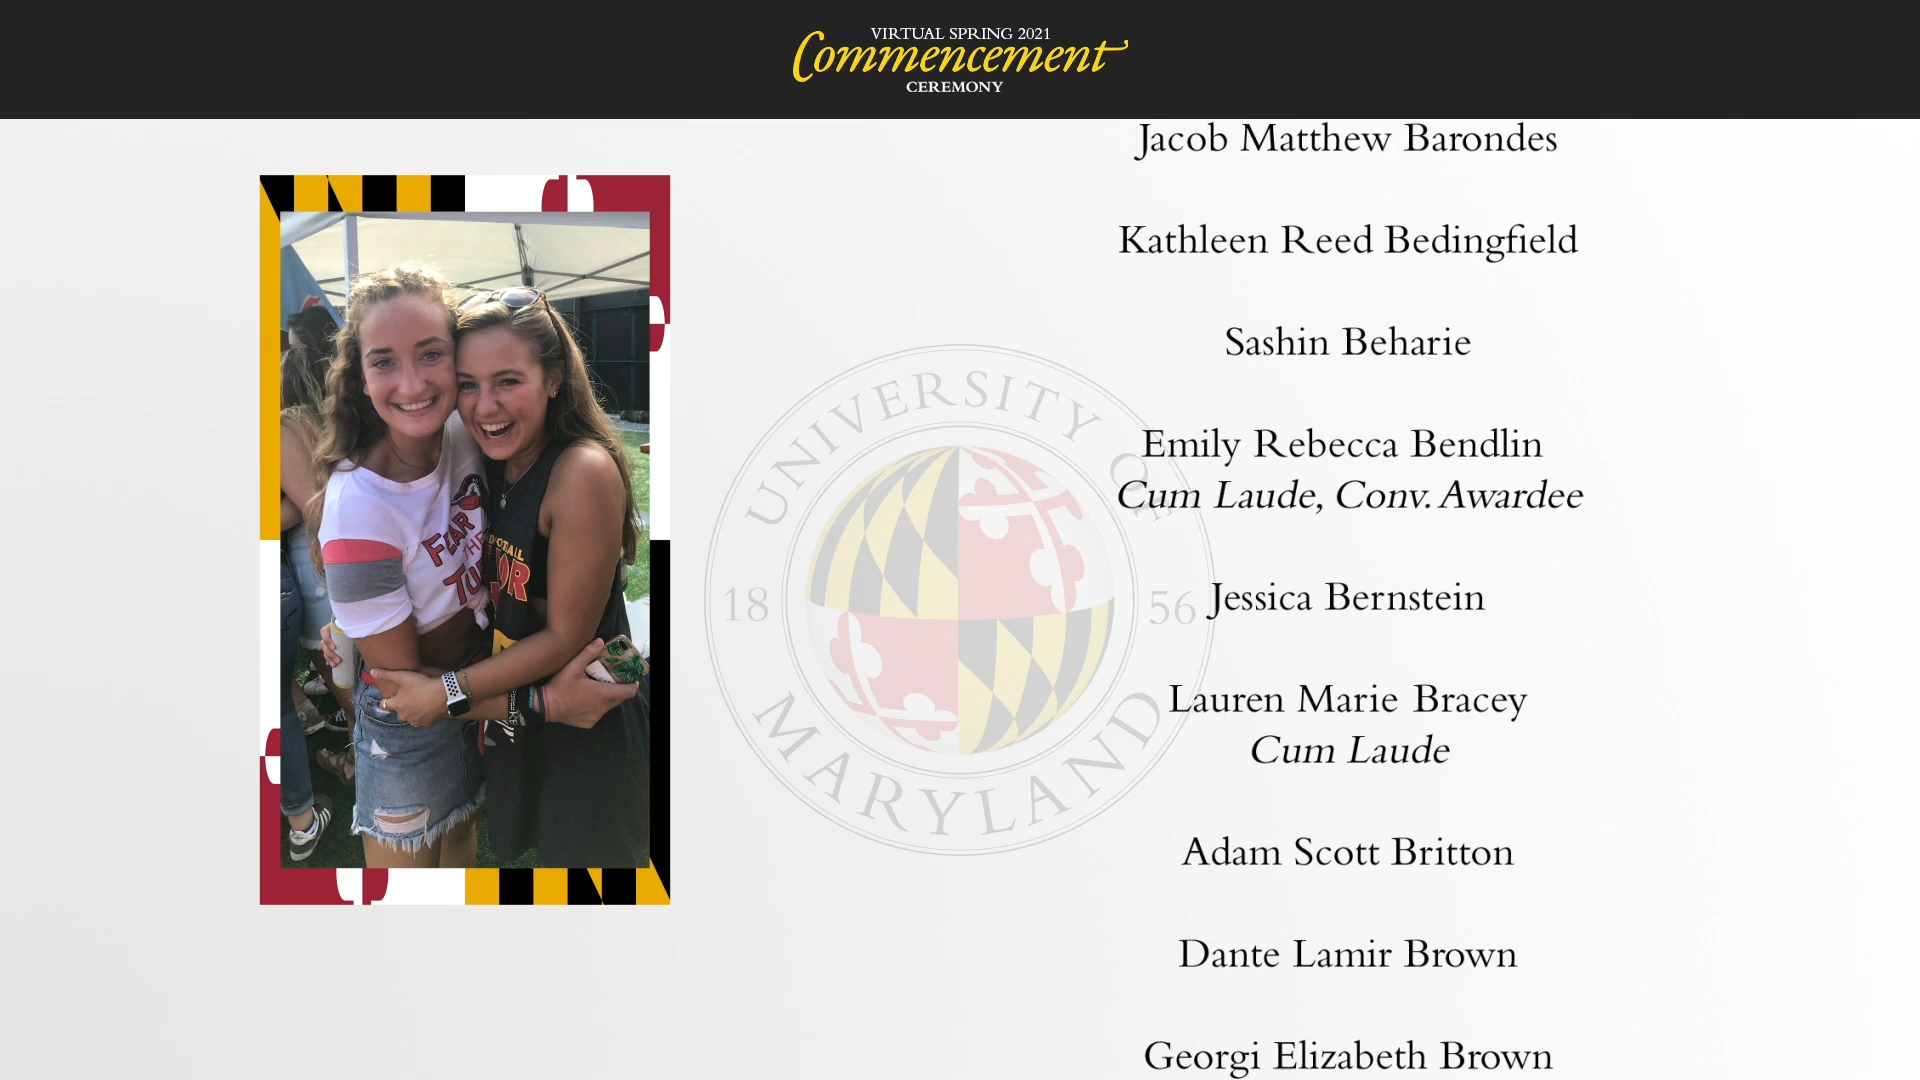 VIRTUAL SPRING 2021
Commencement
CEREMONY
Jacob Matthew Barondes
Kathleen Reed Bedingfield
Sashin Beharie
Emily Rebecca Bendlin
Cum Laude, Conv. Awardee
Jessica Bernstein
Lauren Marie Bracey
Cum Laude
Adam Scott Britton
Dante Lamir Brown
Georgi Elizabeth Brown
UNIVERSITY OF
18 56
MARYLAND
FEAR
THE